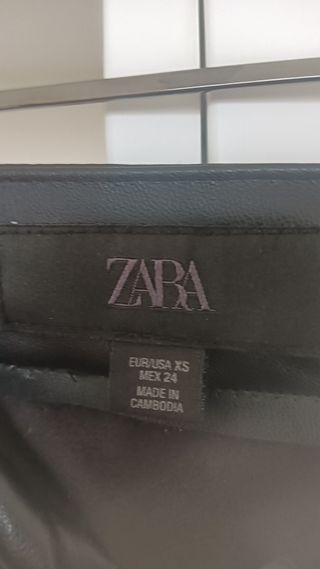 ZARA
EUR/USA XS
MEX 24
MADE IN
CAMBODIA